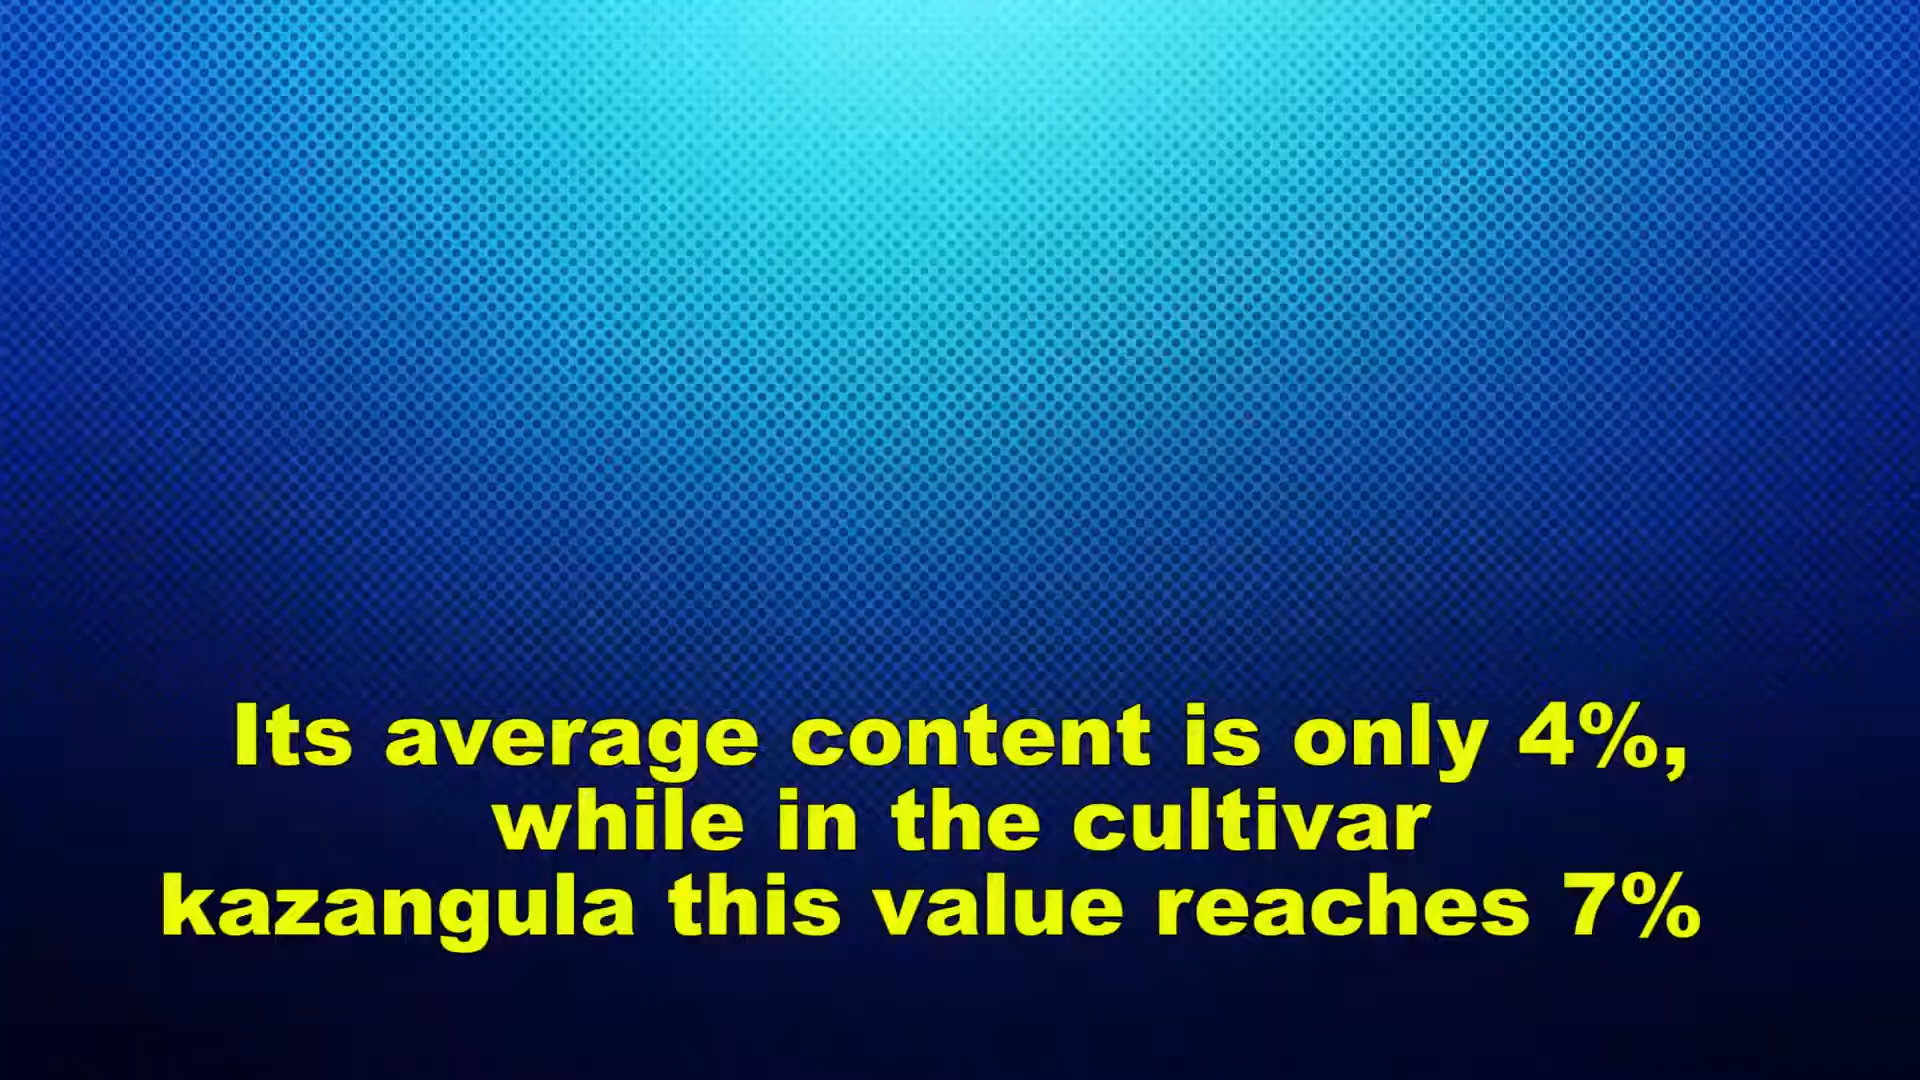 Its average content is only 4%,
while in the cultivar
kazangula this value reaches 7%